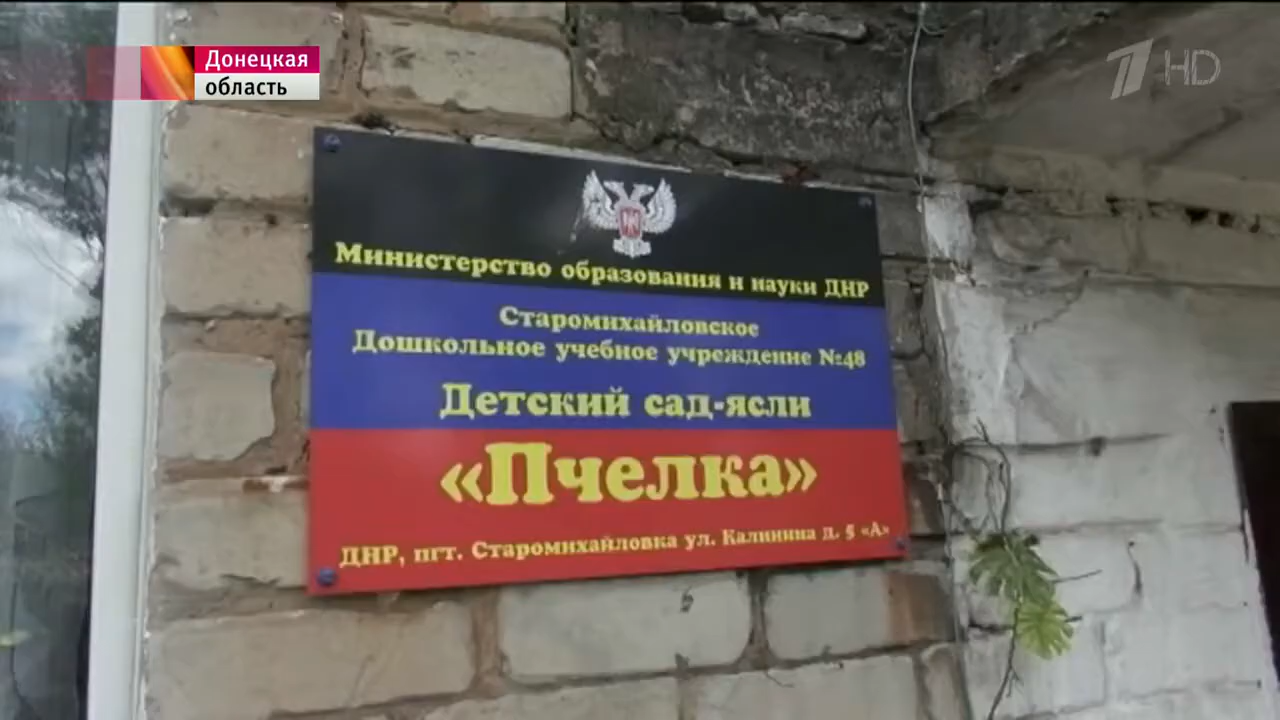 Донецкая
область
1 HD
Министерство образования и науки ДНР
Старомихайловское
Дошкольное учебное учреждение №48
Детский сад-ясли
«Пчелка»
ДНР, пгт. Старомихайловка ул. Калинина д. 5 «А»